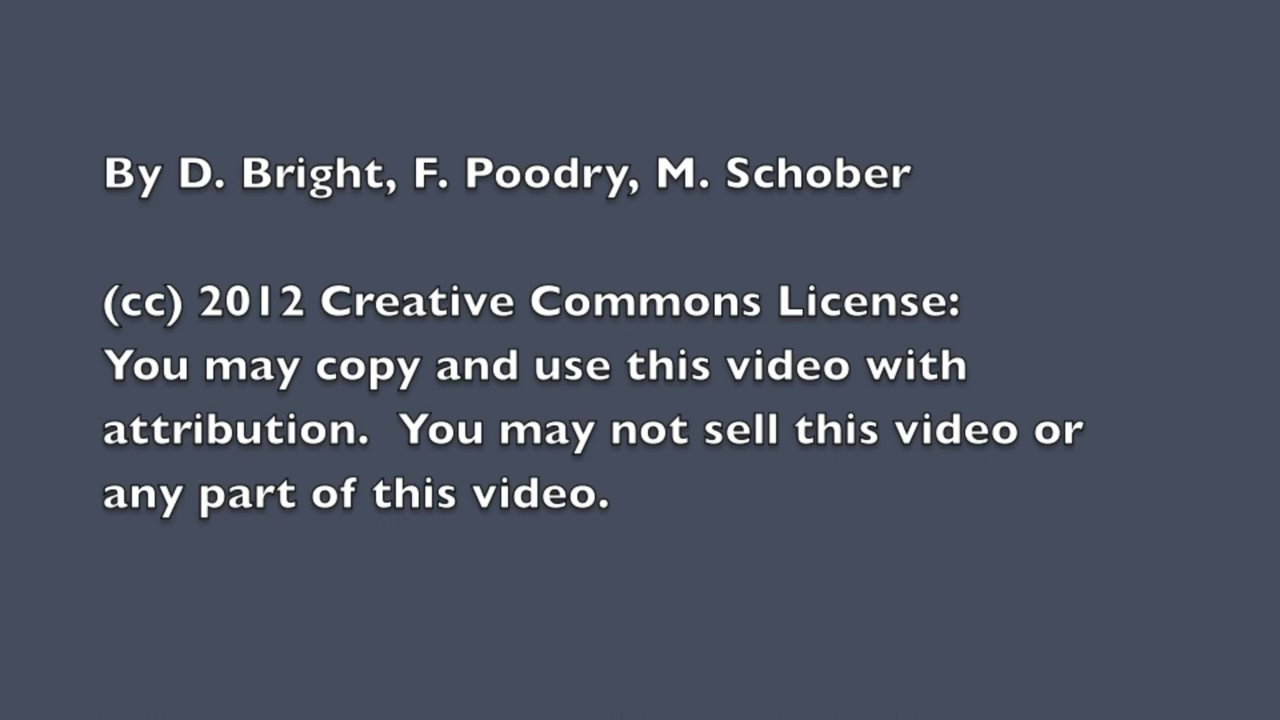 By D. Bright, F. Poodry, M. Schober
(cc) 2012 Creative Commons License:
You may copy and use this video with
attribution.  You may not sell this video or
any part of this video.